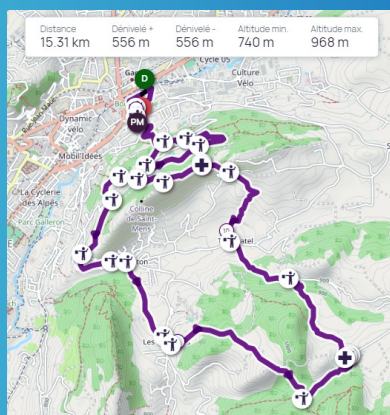 Distance Dénivelé + Dénivelé - Altitude min. Altitude max.
15.31 km 556 m 556 m 740 m 968 m
Cycle 05
D
Culture
Vélo
PM
Dynamic
vélo
Mobil'Idées
La Cyclerie
des Alpes
Parc Galleron
Colline
de Saint-
Mens
Les